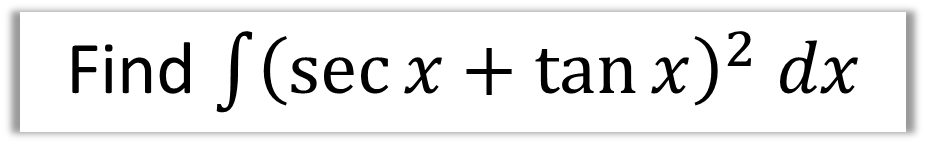 Find ∫(sec x + tan x)² dx